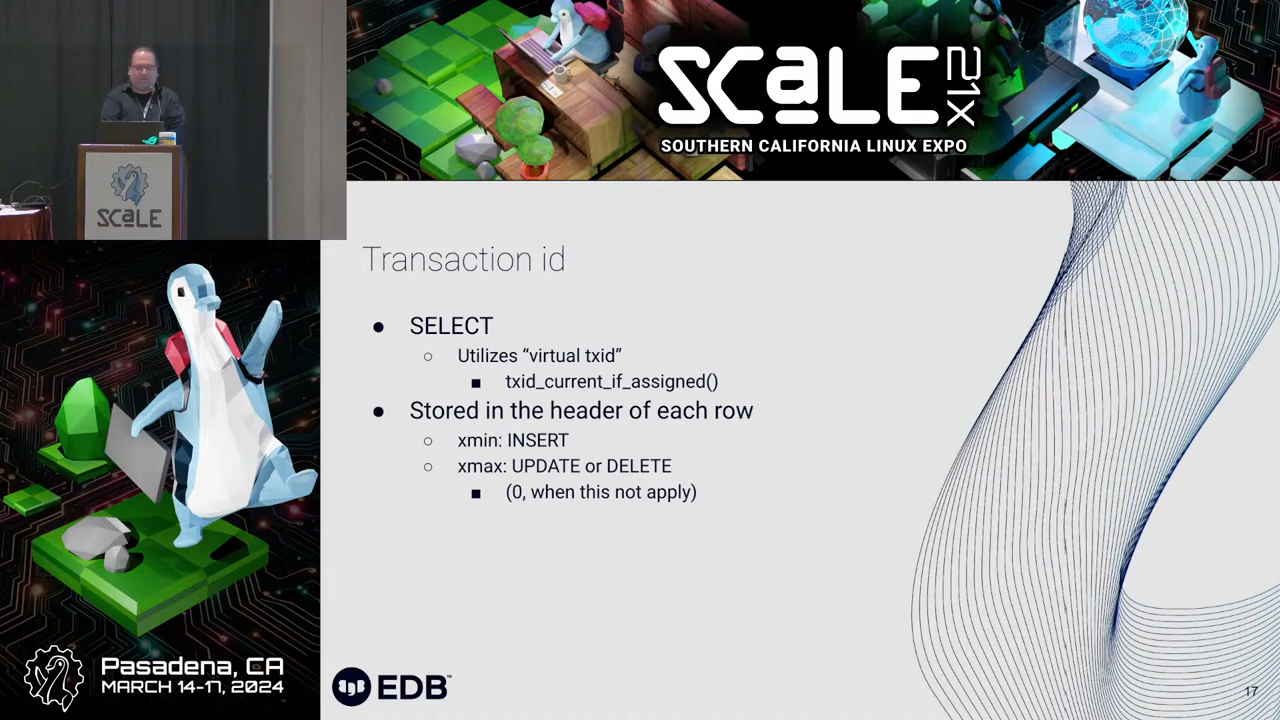 SCALE 21X
SOUTHERN CALIFORNIA LINUX EXPO
SCALE
Transaction id
● SELECT
○ Utilizes “virtual txid”
■ txid_current_if_assigned()
● Stored in the header of each row
○ xmin: INSERT
○ xmax: UPDATE or DELETE
■ (0, when this not apply)
Pasadena, CA
MARCH 14-17, 2024
EDB™
17